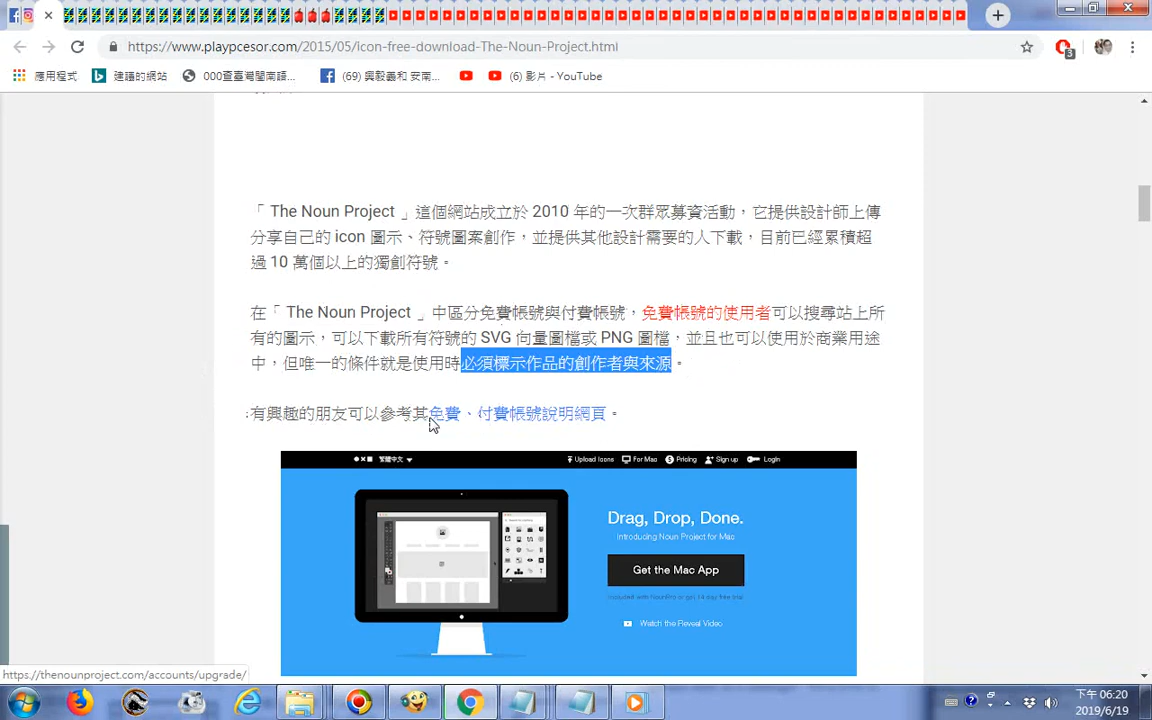 https://www.playpcesor.com/2015/05/icon-free-download-The-Noun-Project.html
3
應用程式
建議的網站
000查臺灣閩南語...
(69) 興毅義和 安南...
(6) 影片 - YouTube
「 The Noun Project 」這個網站成立於 2010 年的一次群眾募資活動，它提供設計師上傳
分享自己的 icon 圖示、符號圖案創作，並提供其他設計需要的人下載，目前已經累積超
過 10 萬個以上的獨創符號。
在「 The Noun Project 」中區分免費帳號與付費帳號，免費帳號的使用者可以搜尋站上所
有的圖示，可以下載所有符號的 SVG 向量圖檔或 PNG 圖檔，並且也可以使用於商業用途
中，但唯一的條件就是使用時必須標示作品的創作者與來源。
有興趣的朋友可以參考其免費、付費帳號說明網頁。
繁體中文
Upload Icons
For Mac
Pricing
Sign up
Login
Drag, Drop, Done.
Introducing Noun Project for Mac
Get the Mac App
Watch the Reveal Video
https://thenounproject.com/accounts/upgrade/
下午 06:20
2019/6/19